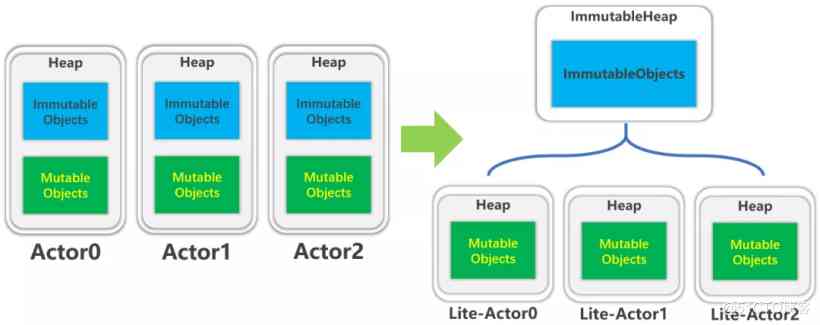 Heap
Immutable
Objects
Mutable
Objects
Actor0
Heap
Immutable
Objects
Mutable
Objects
Actor1
Heap
Immutable
Objects
Mutable
Objects
Actor2
ImmutableHeap
ImmutableObjects
Heap
Mutable
Objects
Lite-Actor0
Heap
Mutable
Objects
Lite-Actor1
Heap
Mutable
Objects
Lite-Actor2